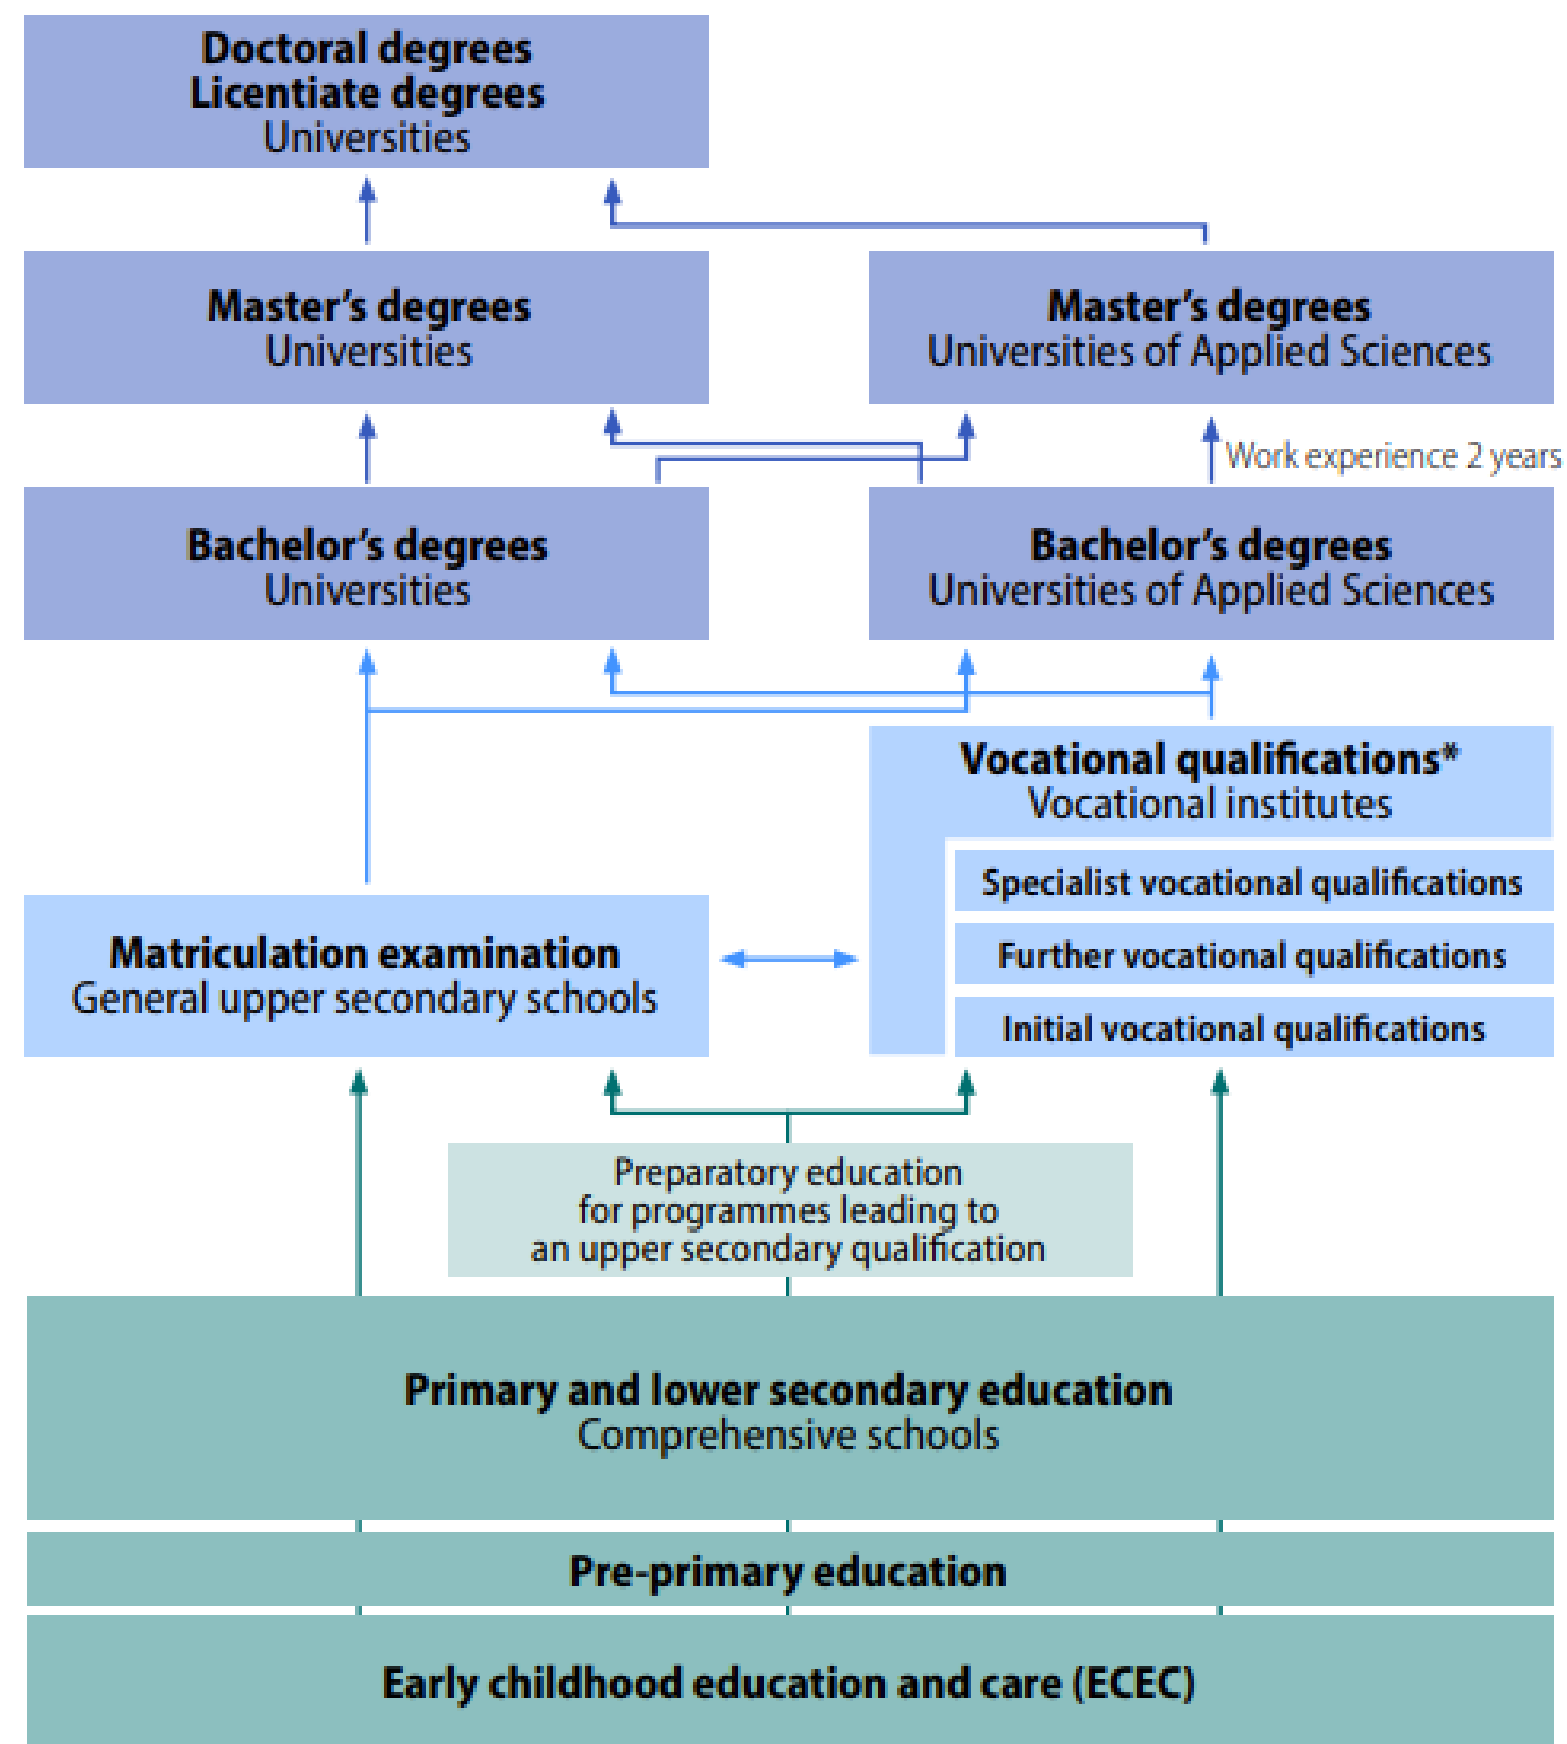 Doctoral degrees
Licentiate degrees
Universities
Master's degrees
Universities
Master's degrees
Universities of Applied Sciences
Work experience 2 years
Bachelor's degrees
Universities
Bachelor's degrees
Universities of Applied Sciences
Vocational qualifications*
Vocational institutes
Specialist vocational qualifications
Further vocational qualifications
Initial vocational qualifications
Matriculation examination
General upper secondary schools
Preparatory education
for programmes leading to
an upper secondary qualification
Primary and lower secondary education
Comprehensive schools
Pre-primary education
Early childhood education and care (ECEC)